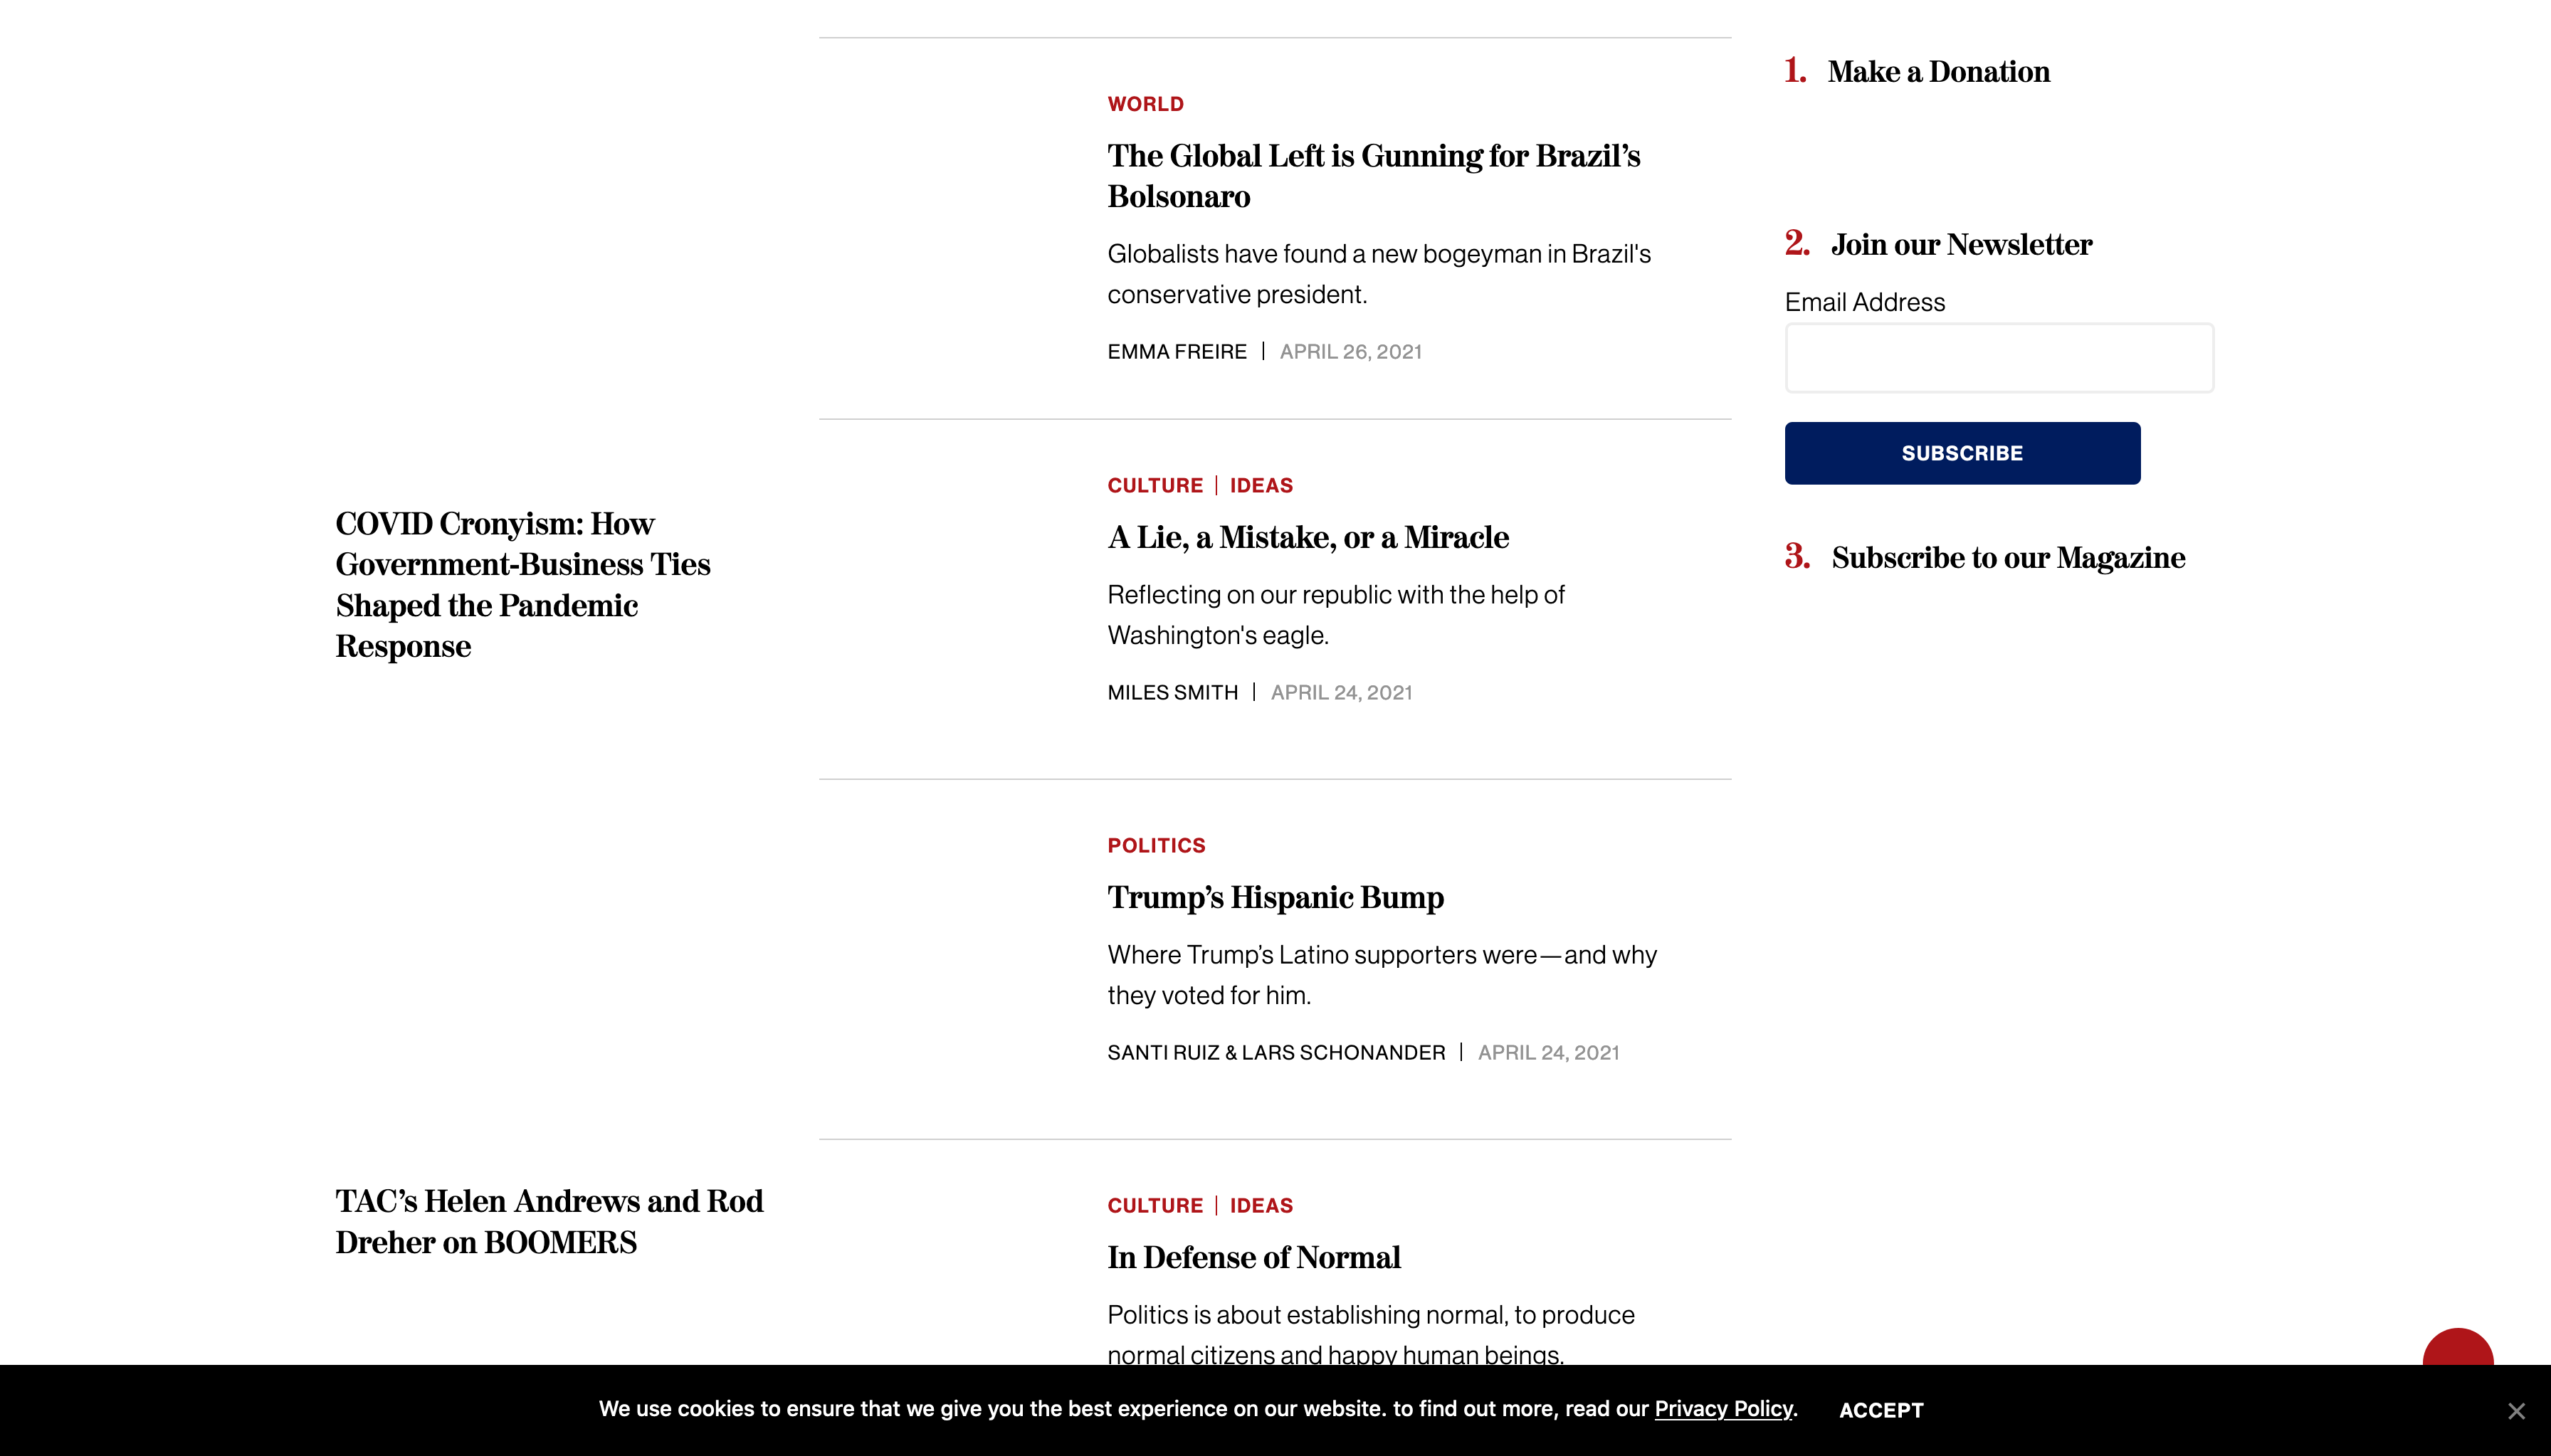 COVID Cronyism: How
Government-Business Ties
Shaped the Pandemic
Response
TAC’s Helen Andrews and Rod
Dreher on BOOMERS
WORLD
The Global Left is Gunning for Brazil’s
Bolsonaro
Globalists have found a new bogeyman in Brazil's
conservative president.
EMMA FREIRE | APRIL 26, 2021
CULTURE | IDEAS
A Lie, a Mistake, or a Miracle
Reflecting on our republic with the help of
Washington's eagle.
MILES SMITH | APRIL 24, 2021
POLITICS
Trump’s Hispanic Bump
Where Trump’s Latino supporters were—and why
they voted for him.
SANTI RUIZ & LARS SCHONANDER | APRIL 24, 2021
CULTURE | IDEAS
In Defense of Normal
Politics is about establishing normal, to produce
normal citizens and happy human beings.
1. Make a Donation
2. Join our Newsletter
Email Address
SUBSCRIBE
3. Subscribe to our Magazine
We use cookies to ensure that we give you the best experience on our website. to find out more, read our Privacy Policy. ACCEPT